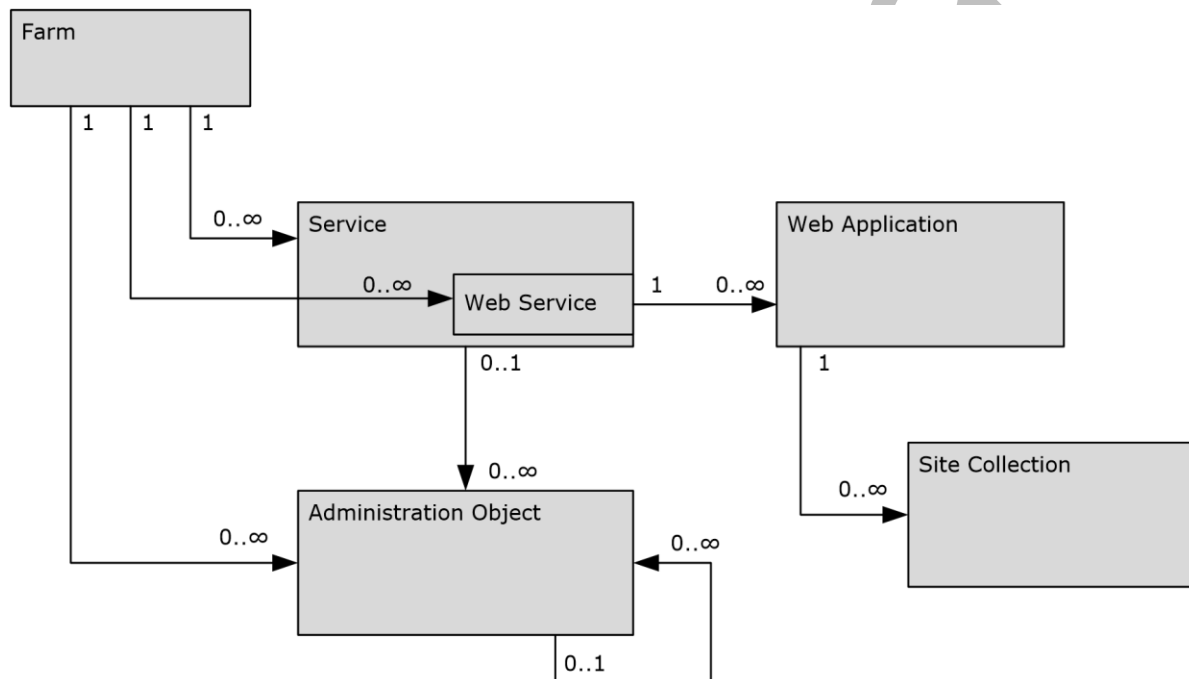 Farm
1
1
1
0..∞
Service
Web Application
0..∞
Web Service
1
0..∞
0..1
1
Site Collection
0..∞
0..∞
Administration Object
0..∞
0..∞
0..1